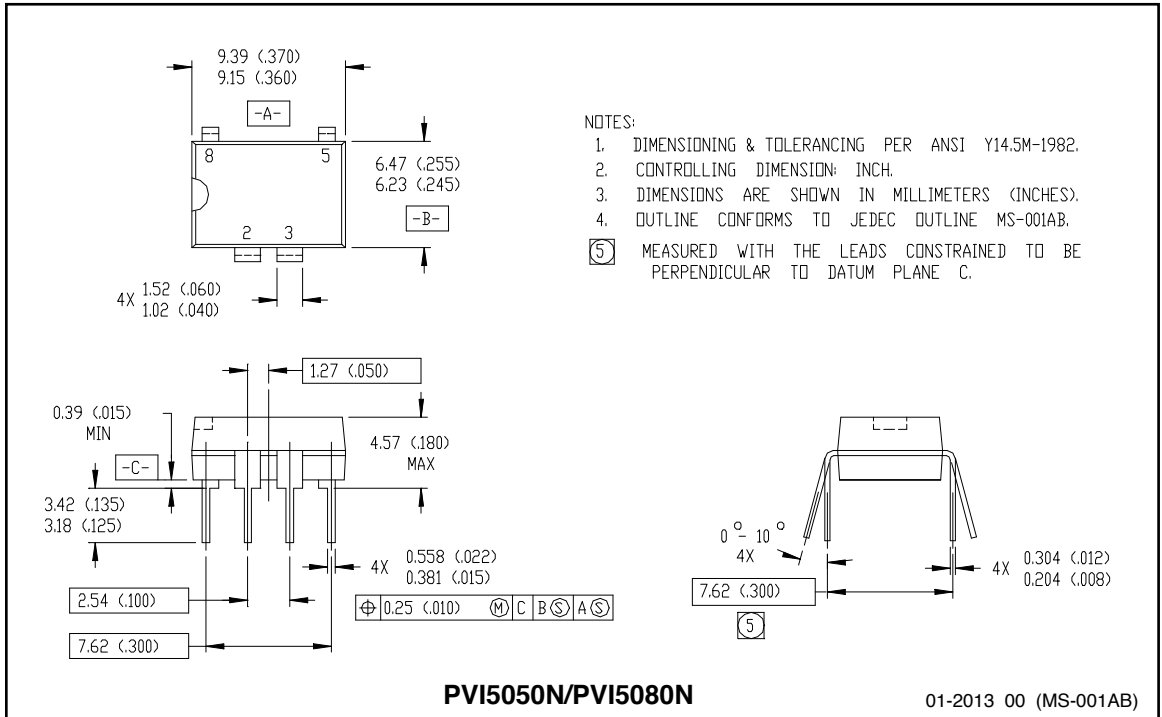 9.39 (.370)
9.15 (.360)
-A-
8 5
6.47 (.255)
6.23 (.245)
-B-
2 3
4X 1.52 (.060)
1.02 (.040)
NOTES:
1. DIMENSIONING & TOLERANCING PER ANSI Y14.5M-1982.
2. CONTROLLING DIMENSION: INCH.
3. DIMENSIONS ARE SHOWN IN MILLIMETERS (INCHES).
4. OUTLINE CONFORMS TO JEDEC OUTLINE MS-001AB.
5 MEASURED WITH THE LEADS CONSTRAINED TO BE
PERPENDICULAR TO DATUM PLANE C.
1.27 (.050)
0.39 (.015)
MIN
4.57 (.180)
MAX
-C-
3.42 (.135)
3.18 (.125)
4X 0.558 (.022)
0.381 (.015)
⌖ 0.25 (.010) Ⓜ C B Ⓢ A Ⓢ
2.54 (.100)
7.62 (.300)
0° - 10°
4X
4X 0.304 (.012)
0.204 (.008)
7.62 (.300)
5
PVI5050N/PVI5080N
01-2013 00 (MS-001AB)